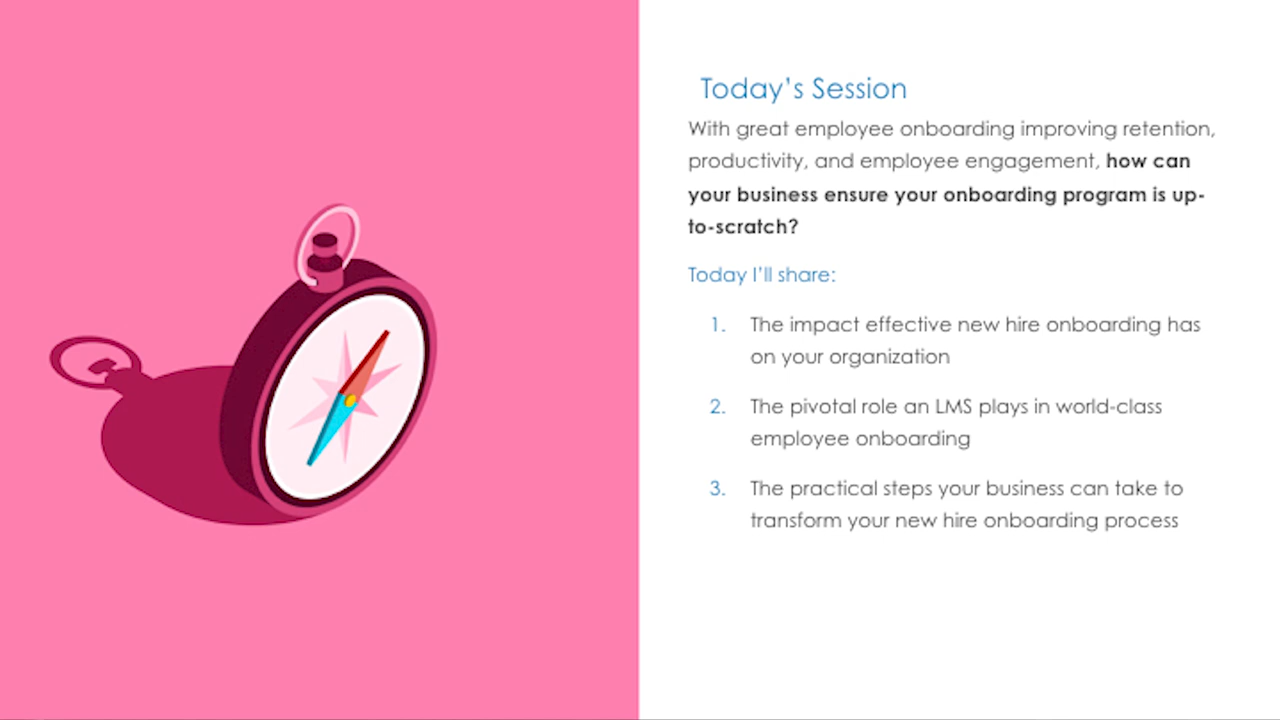 Today’s Session
With great employee onboarding improving retention,
productivity, and employee engagement, how can
your business ensure your onboarding program is up-
to-scratch?
Today I’ll share:
1. The impact effective new hire onboarding has
on your organization
2. The pivotal role an LMS plays in world-class
employee onboarding
3. The practical steps your business can take to
transform your new hire onboarding process